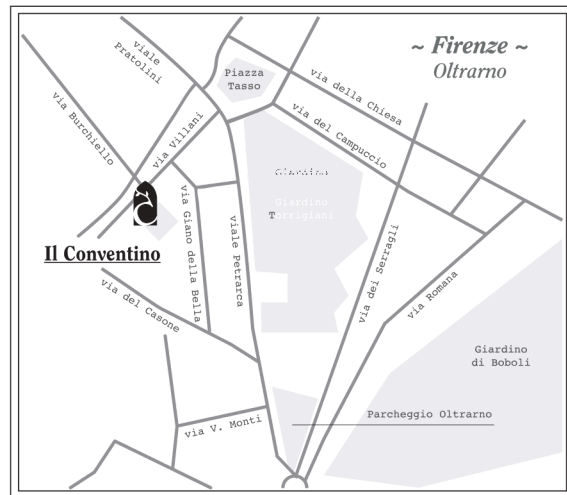 ~ Firenze ~
Oltrarno
viale
Pratolini
Piazza
Tasso
via della Chiesa
via del Campuccio
via Burchiello
via Villani
Giardino
Giardino
Torrigiani
Il Conventino
via Giano
della Bella
viale Petrarca
via dei Serragli
via Romana
via del Casone
Giardino
di Boboli
Parcheggio Oltrarno
via V. Monti